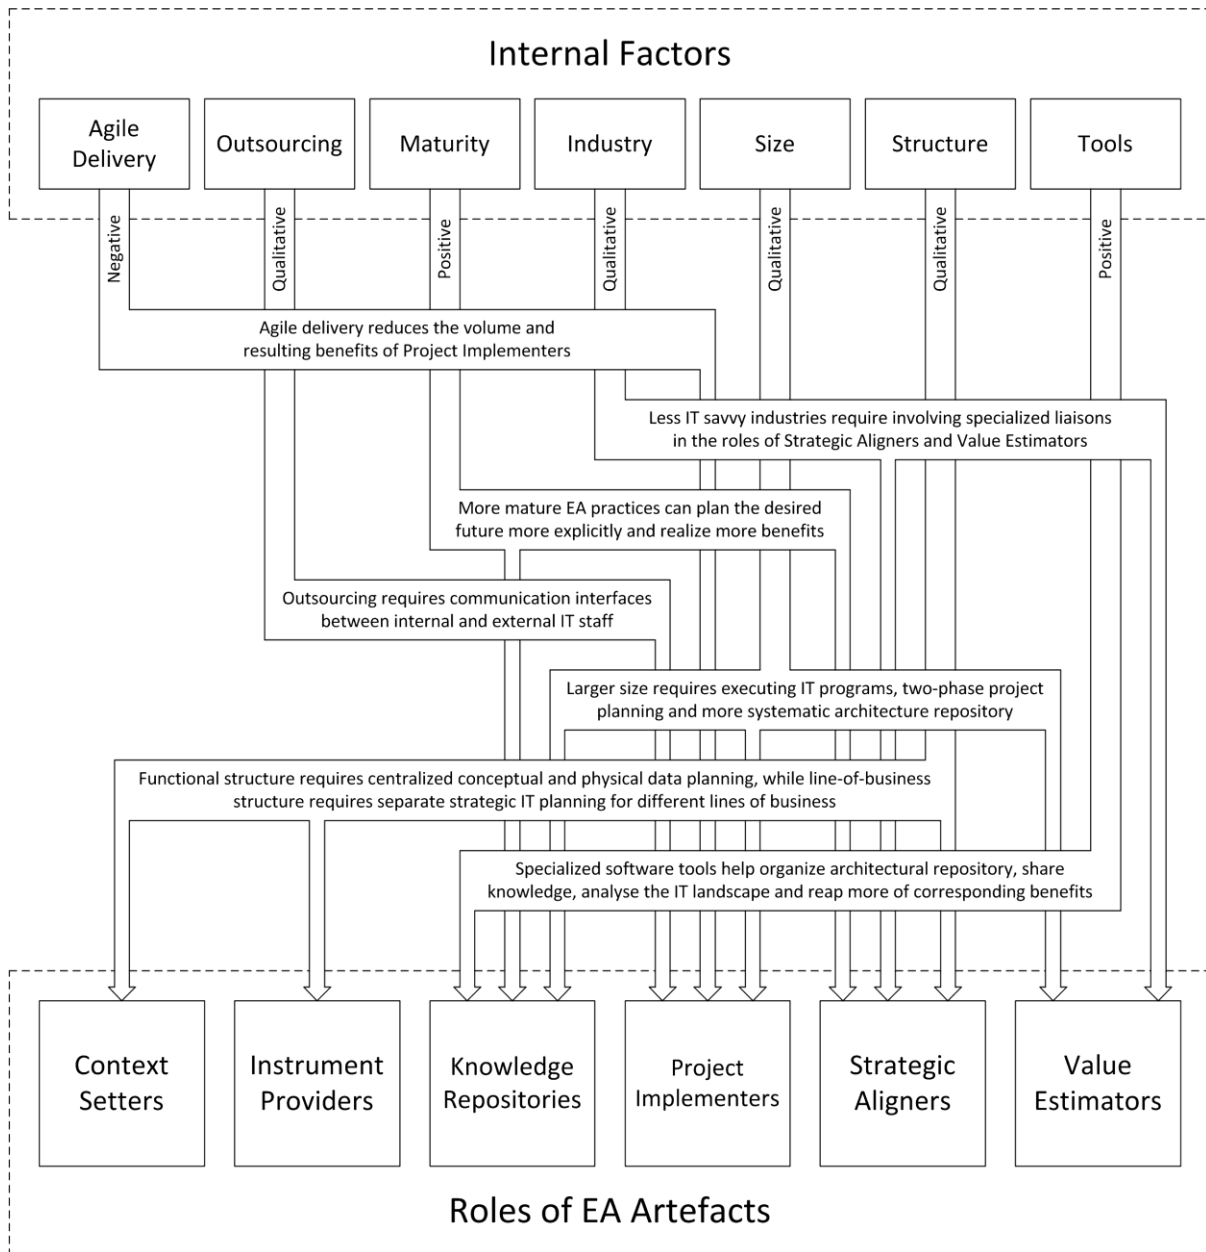 Internal Factors
Agile
Delivery
Outsourcing
Maturity
Industry
Size
Structure
Tools
Negative
Qualitative
Positive
Qualitative
Qualitative
Qualitative
Positive
Agile delivery reduces the volume and
resulting benefits of Project Implementers
Less IT savvy industries require involving specialized liaisons
in the roles of Strategic Aligners and Value Estimators
More mature EA practices can plan the desired
future more explicitly and realize more benefits
Outsourcing requires communication interfaces
between internal and external IT staff
Larger size requires executing IT programs, two-phase project
planning and more systematic architecture repository
Functional structure requires centralized conceptual and physical data planning, while line-of-business
structure requires separate strategic IT planning for different lines of business
Specialized software tools help organize architectural repository, share
knowledge, analyse the IT landscape and reap more of corresponding benefits
Context
Setters
Instrument
Providers
Knowledge
Repositories
Project
Implementers
Strategic
Aligners
Value
Estimators
Roles of EA Artefacts